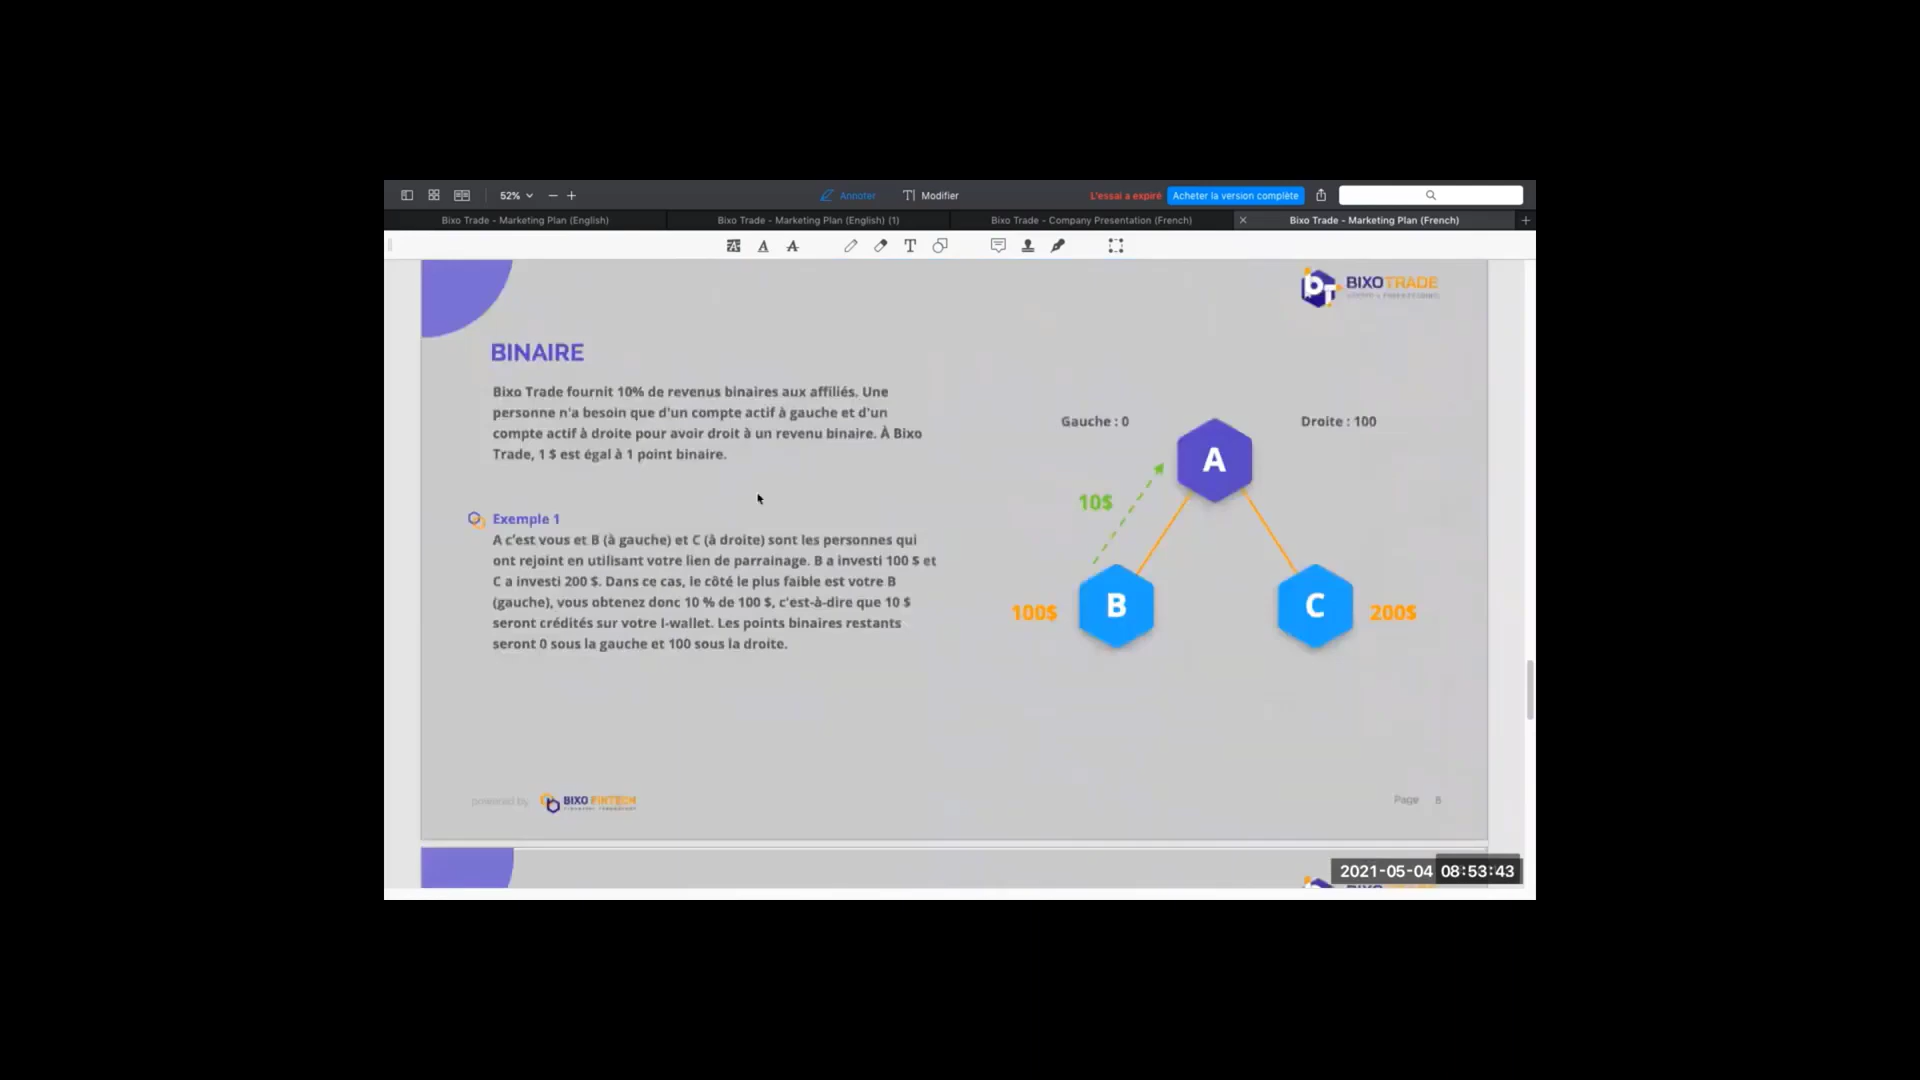 52%
Annoter
Modifier
L'essai a expiré
Acheter la version complète
Bixo Trade - Marketing Plan (English)
Bixo Trade - Marketing Plan (English) (1)
Bixo Trade - Company Presentation (French)
Bixo Trade - Marketing Plan (French)
BIXOTRADE
BINAIRE
Bixo Trade fournit 10% de revenus binaires aux affiliés. Une
personne n'a besoin que d'un compte actif à gauche et d'un
compte actif à droite pour avoir droit à un revenu binaire. À Bixo
Trade, 1 $ est égal à 1 point binaire.
Exemple 1
A c'est vous et B (à gauche) et C (à droite) sont les personnes qui
ont rejoint en utilisant votre lien de parrainage. B a investi 100 $ et
C a investi 200 $. Dans ce cas, le côté le plus faible est votre B
(gauche), vous obtenez donc 10 % de 100 $, c'est-à-dire que 10 $
seront crédités sur votre I-wallet. Les points binaires restants
seront 0 sous la gauche et 100 sous la droite.
Gauche : 0
Droite : 100
A
10$
100$
B
C
200$
powered by
BIXO FINTECH
Page 8
2021-05-04 08:53:43